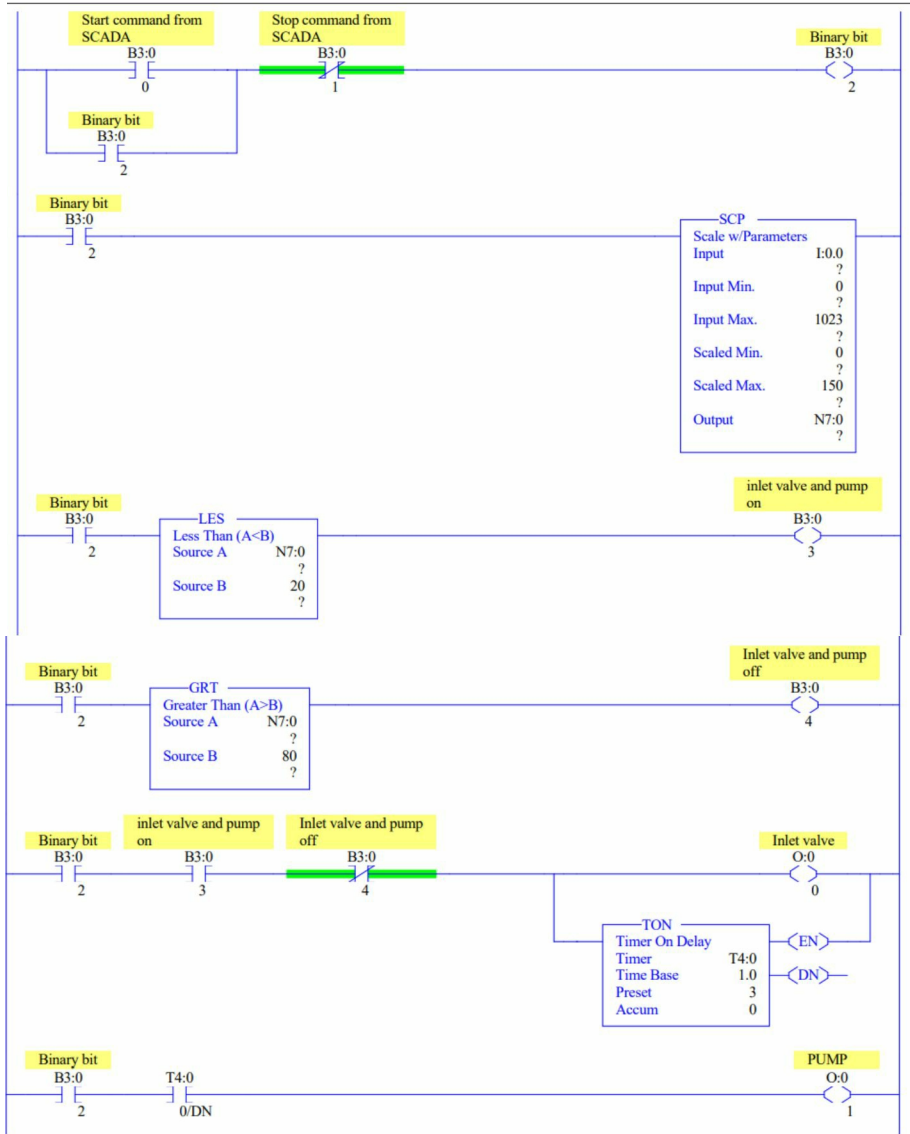 Start command from
SCADA
B3:0
0
Stop command from
SCADA
B3:0
1
Binary bit
B3:0
2
Binary bit
B3:0
2
Binary bit
B3:0
2
SCP
Scale w/Parameters
Input I:0.0
?
Input Min. 0
?
Input Max. 1023
?
Scaled Min. 0
?
Scaled Max. 150
?
Output N7:0
?
Binary bit
B3:0
2
LES
Less Than (A<B)
Source A N7:0
?
Source B 20
?
inlet valve and pump
on
B3:0
3
Binary bit
B3:0
2
GRT
Greater Than (A>B)
Source A N7:0
?
Source B 80
?
Inlet valve and pump
off
B3:0
4
Binary bit
B3:0
2
inlet valve and pump
on
B3:0
3
Inlet valve and pump
off
B3:0
4
Inlet valve
O:0
0
TON
Timer On Delay
Timer T4:0
Time Base 1.0
Preset 3
Accum 0
EN
DN
Binary bit
B3:0
2
T4:0
0/DN
PUMP
O:0
1